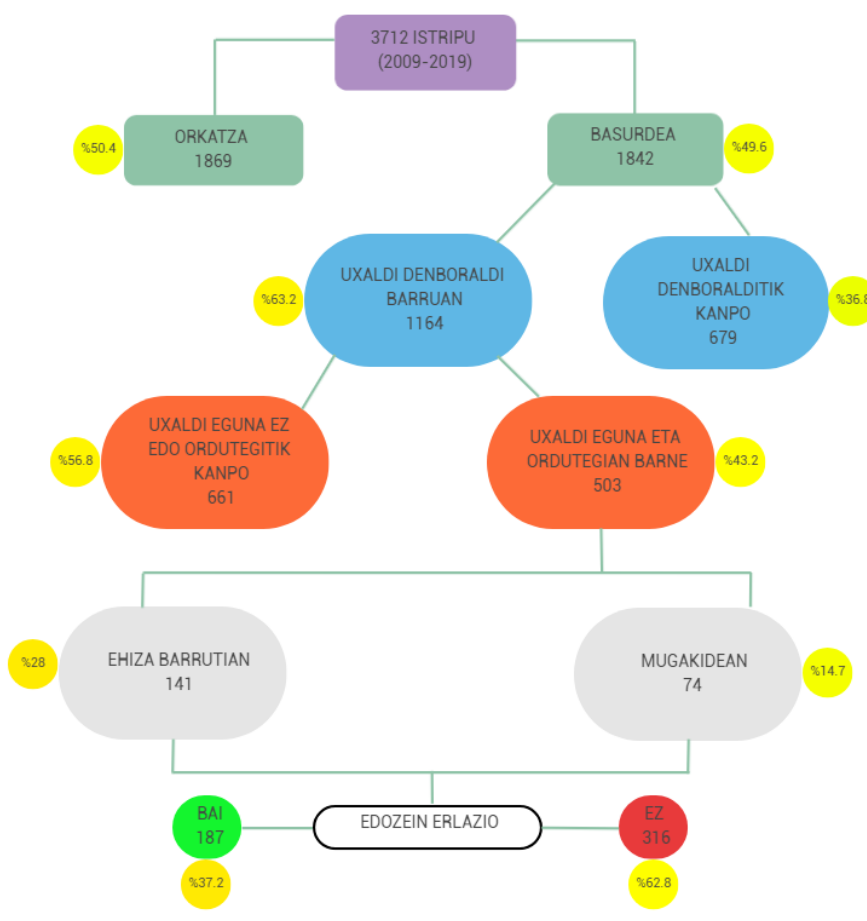 3712 ISTRIPU
(2009-2019)
%50.4
ORKATZA
1869
BASURDEA
1842
%49.6
%63.2
UXALDI DENBORALDI
BARRUAN
1164
UXALDI
DENBORALDITIK
KANPO
679
%36.8
%56.8
UXALDI EGUNA EZ
EDO ORDUTEGITIK
KANPO
661
UXALDI EGUNA ETA
ORDUTEGIAN BARNE
503
%43.2
%28
EHIZA BARRUTIAN
141
MUGAKIDEAN
74
%14.7
BAI
187
%37.2
EDOZEIN ERLAZIO
EZ
316
%62.8